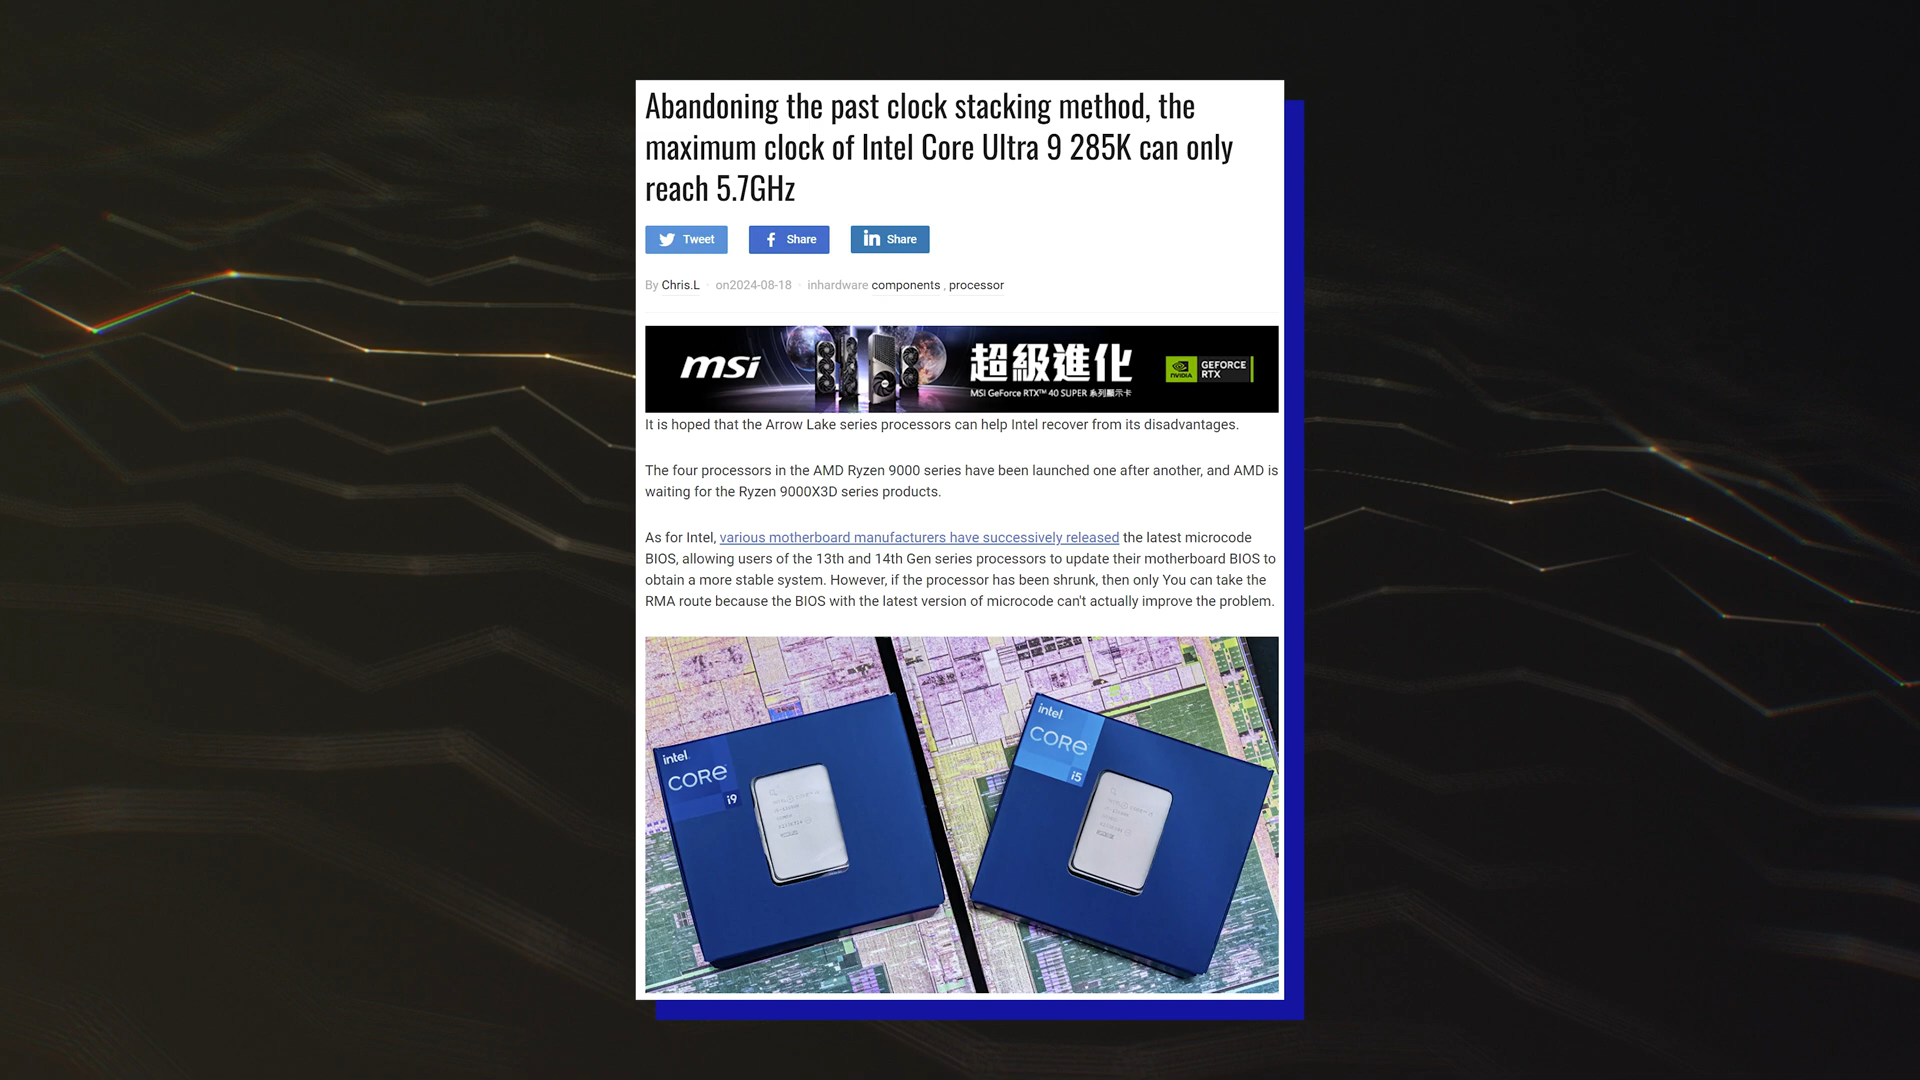 Abandoning the past clock stacking method, the
maximum clock of Intel Core Ultra 9 285K can only
reach 5.7GHz
Tweet
Share
Share
By Chris.L on2024-08-18 inhardware components , processor
msi
超級進化
MSI GeForce RTX™ 40 SUPER 系列顯示卡
NVIDIA
GEFORCE
RTX
It is hoped that the Arrow Lake series processors can help Intel recover from its disadvantages.
The four processors in the AMD Ryzen 9000 series have been launched one after another, and AMD is
waiting for the Ryzen 9000X3D series products.
As for Intel, various motherboard manufacturers have successively released the latest microcode
BIOS, allowing users of the 13th and 14th Gen series processors to update their motherboard BIOS to
obtain a more stable system. However, if the processor has been shrunk, then only You can take the
RMA route because the BIOS with the latest version of microcode can't actually improve the problem.
intel
CORE
i9
intel
CORE
i5